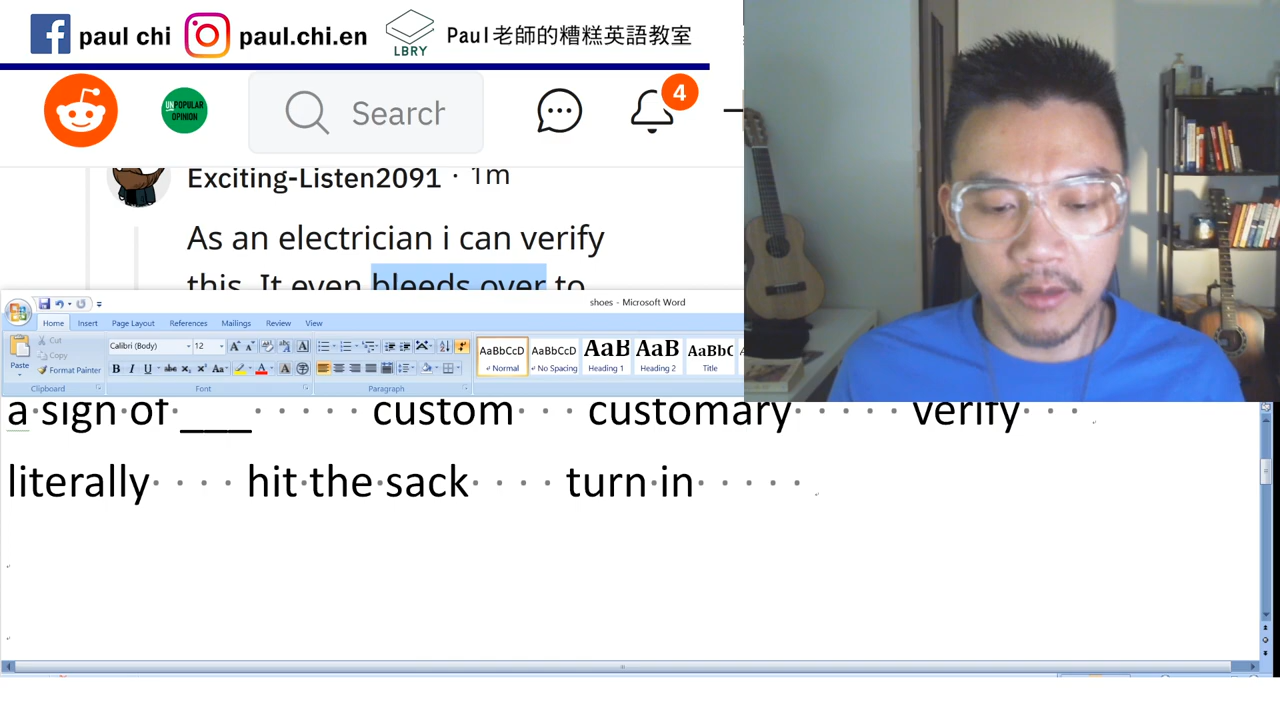 paul chi paul.chi.en LBRY Paul老師的糟糕英語教室
UNPOPULAR OPINION Search 4
Exciting-Listen2091 · 1m
As an electrician i can verify
this. It even bleeds over to
shoes - Microsoft Word
Home Insert Page Layout References Mailings Review View
Cut
Copy
Format Painter
Paste
Clipboard
Calibri (Body) 12
Font
Paragraph
AaBbCcD AaBbCcD AaBb AaB AaBbC
Normal No Spacing Heading 1 Heading 2 Title
a sign of ___ custom customary verify
literally hit the sack turn in